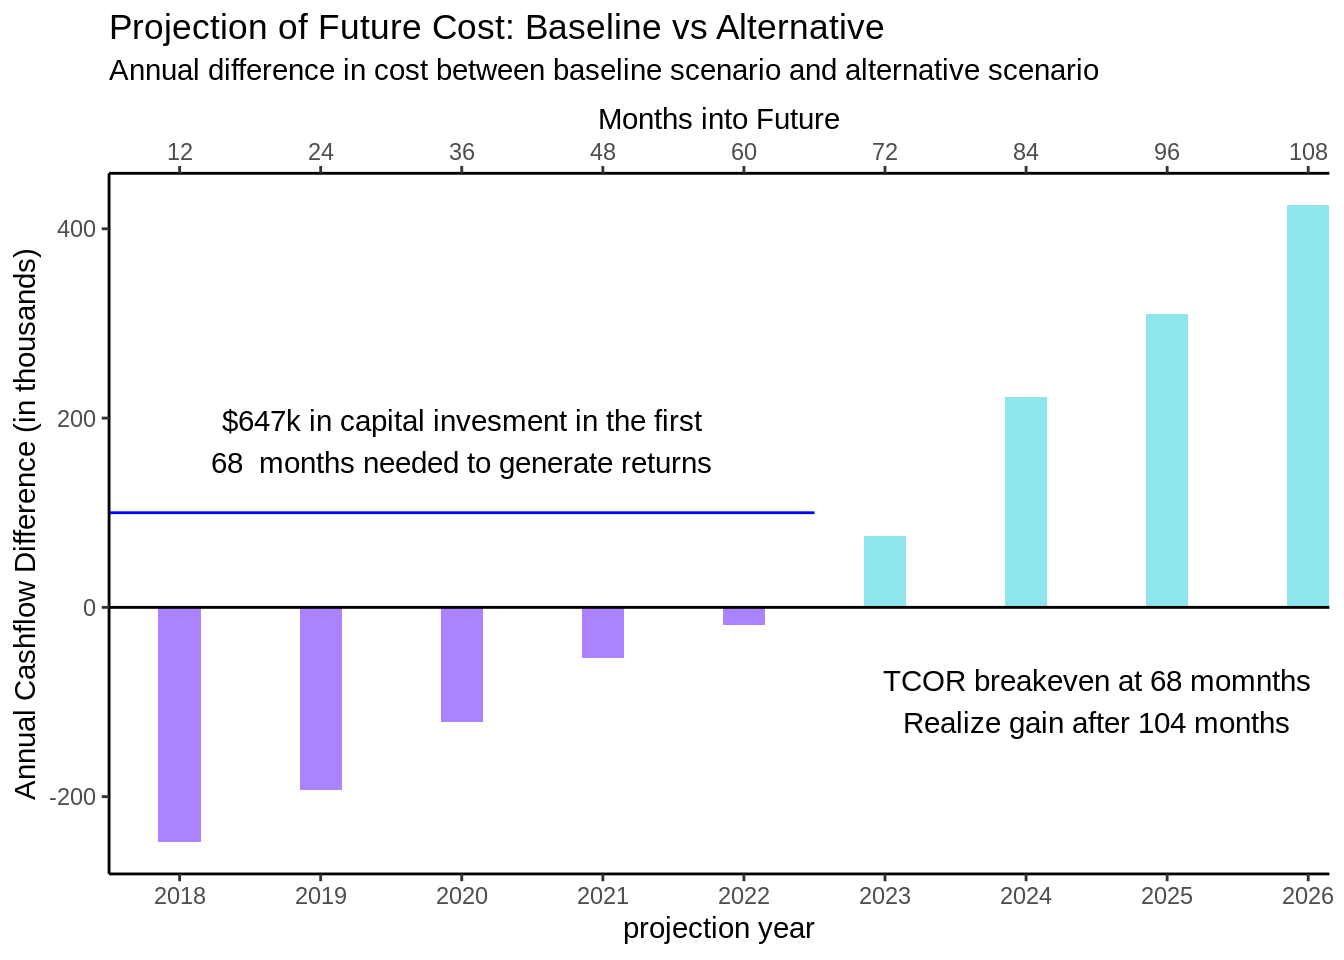 Projection of Future Cost: Baseline vs Alternative
Annual difference in cost between baseline scenario and alternative scenario
Months into Future
12 24 36 48 60 72 84 96 108
Annual Cashflow Difference (in thousands)
400
200
0
-200
$647k in capital invesment in the first
68  months needed to generate returns
TCOR breakeven at 68 momnths
Realize gain after 104 months
2018 2019 2020 2021 2022 2023 2024 2025 2026
projection year